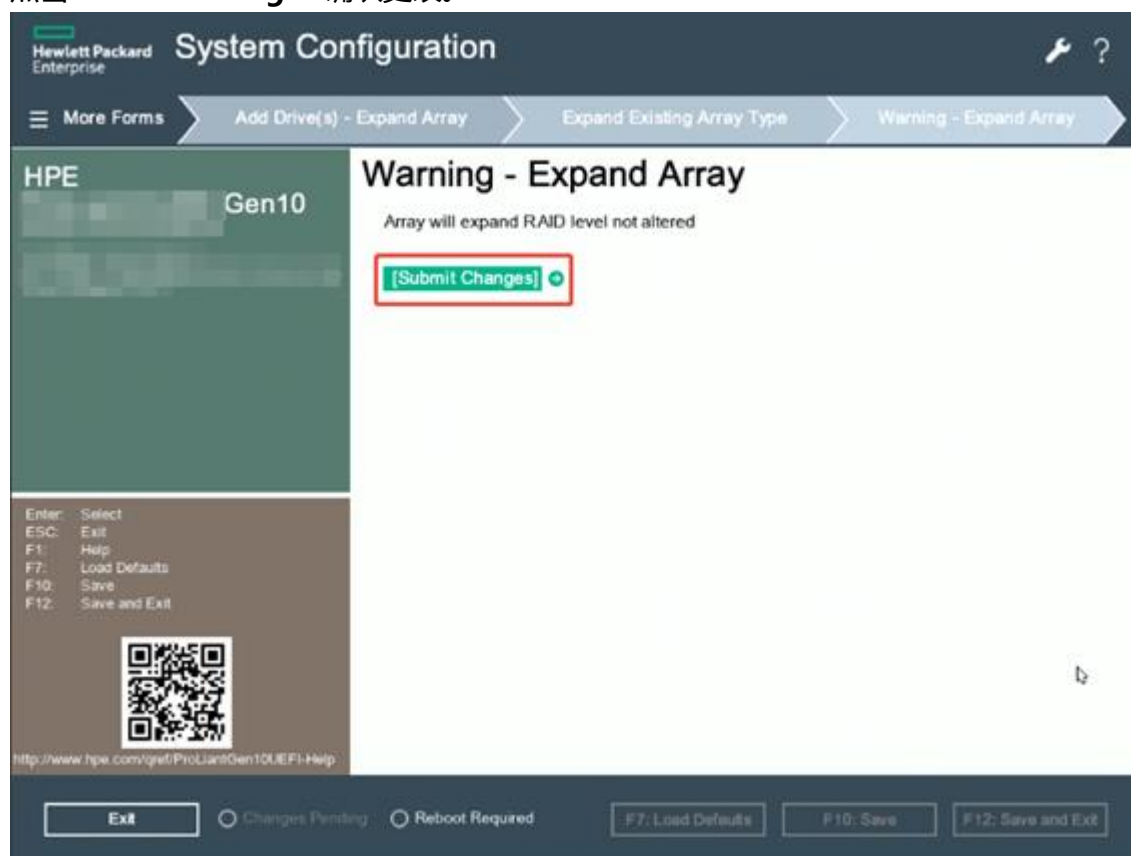 Hewlett Packard
Enterprise
System Configuration
?
More Forms
Add Drive(s) - Expand Array
Expand Existing Array Type
Warning - Expand Array
HPE
Gen10
Warning - Expand Array
Array will expand RAID level not altered
[Submit Changes]
Enter: Select
ESC: Exit
F1: Help
F7: Load Defaults
F10: Save
F12: Save and Exit
http://www.hpe.com/qref/ProLiantGen10UEFI-Help
Exit
Changes Pending
Reboot Required
F7: Load Defaults
F10: Save
F12: Save and Exit